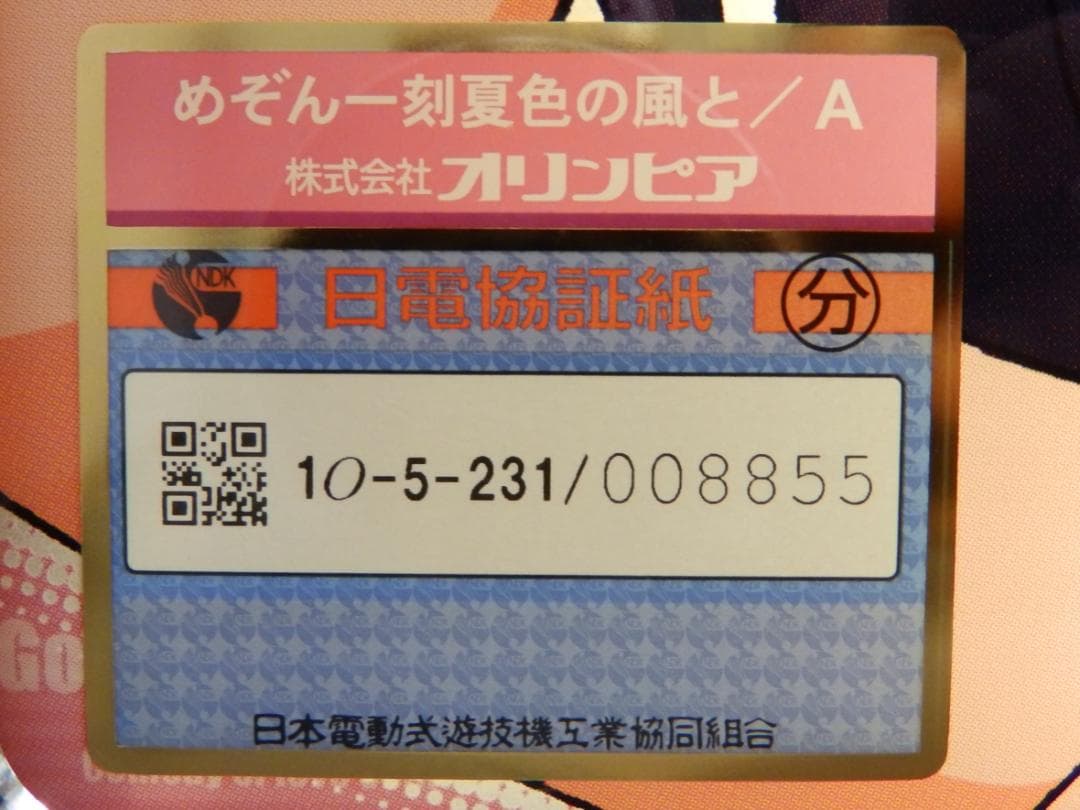 めぞん一刻夏色の風と／A
株式会社オリンピア
NDK 日電協証紙 分
10-5-231/008855
日本電動式遊技機工業協同組合
Go